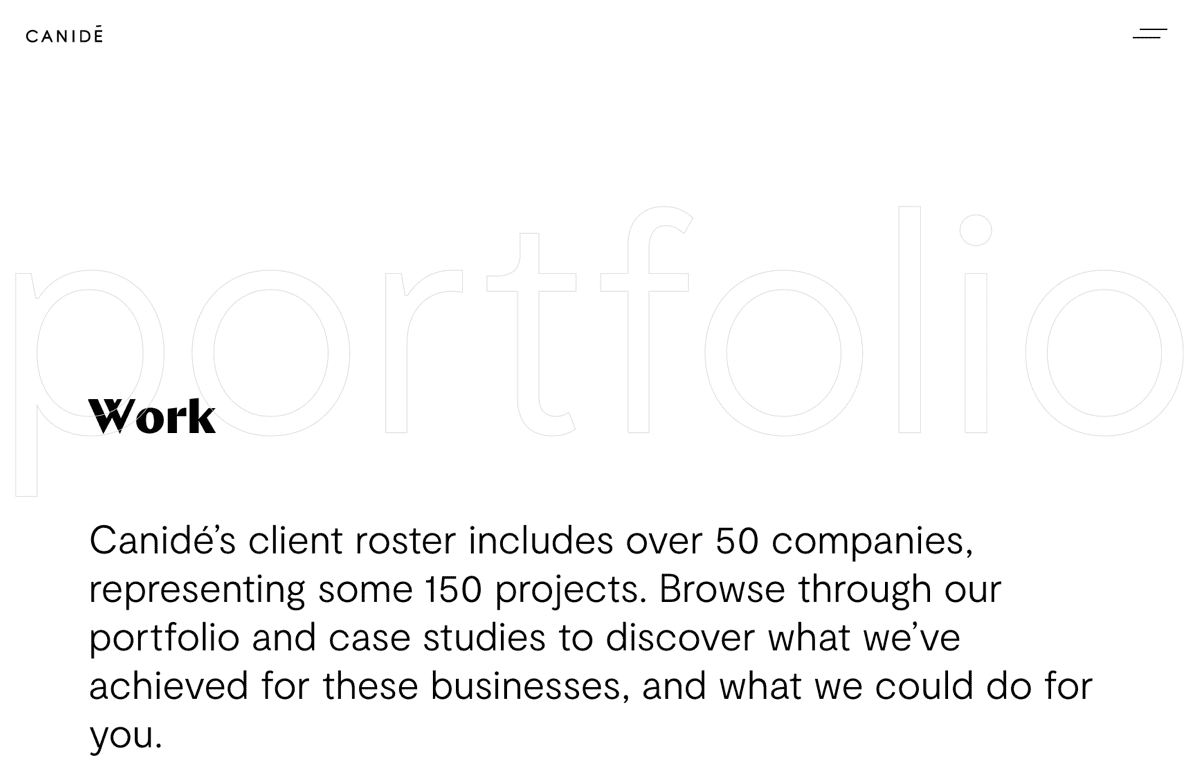 CANIDÉ
portfolio
Work
Canidé’s client roster includes over 50 companies,
representing some 150 projects. Browse through our
portfolio and case studies to discover what we’ve
achieved for these businesses, and what we could do for
you.